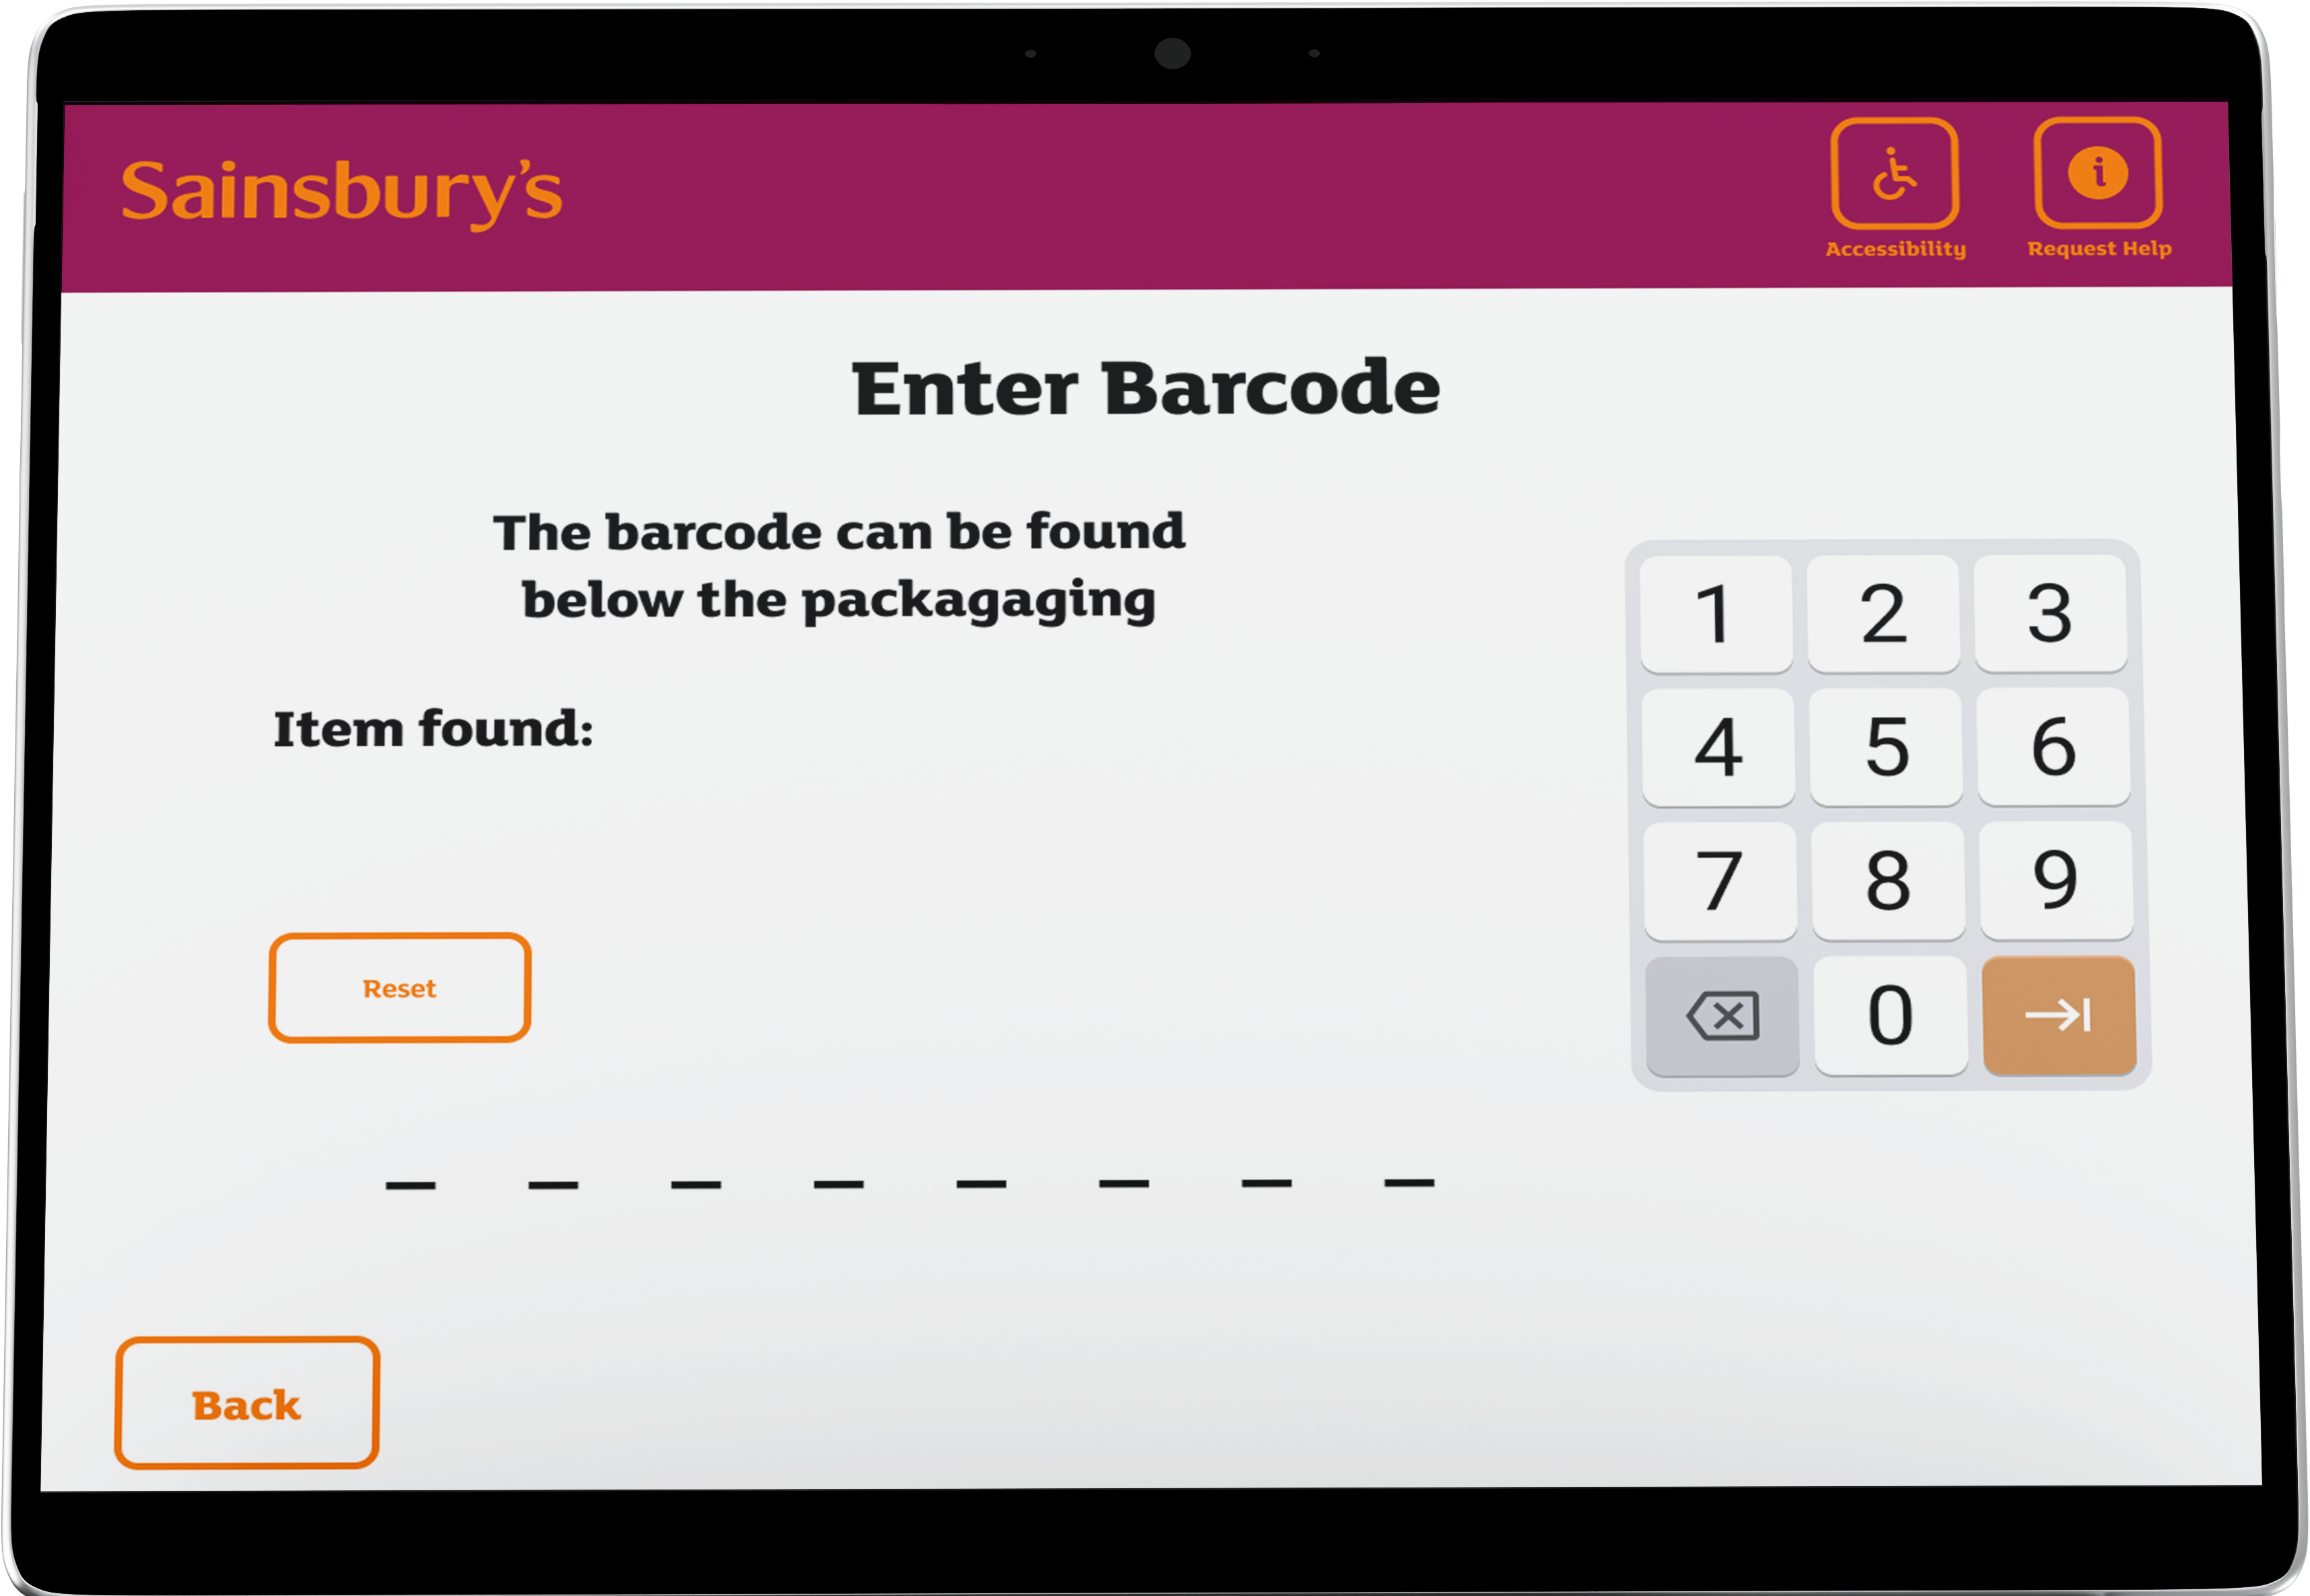 Sainsbury's
Accessibility
Request Help
Enter Barcode
The barcode can be found
below the packagaging
Item found:
1 2 3
4 5 6
7 8 9
0
Reset
_ _ _ _ _ _ _ _
Back